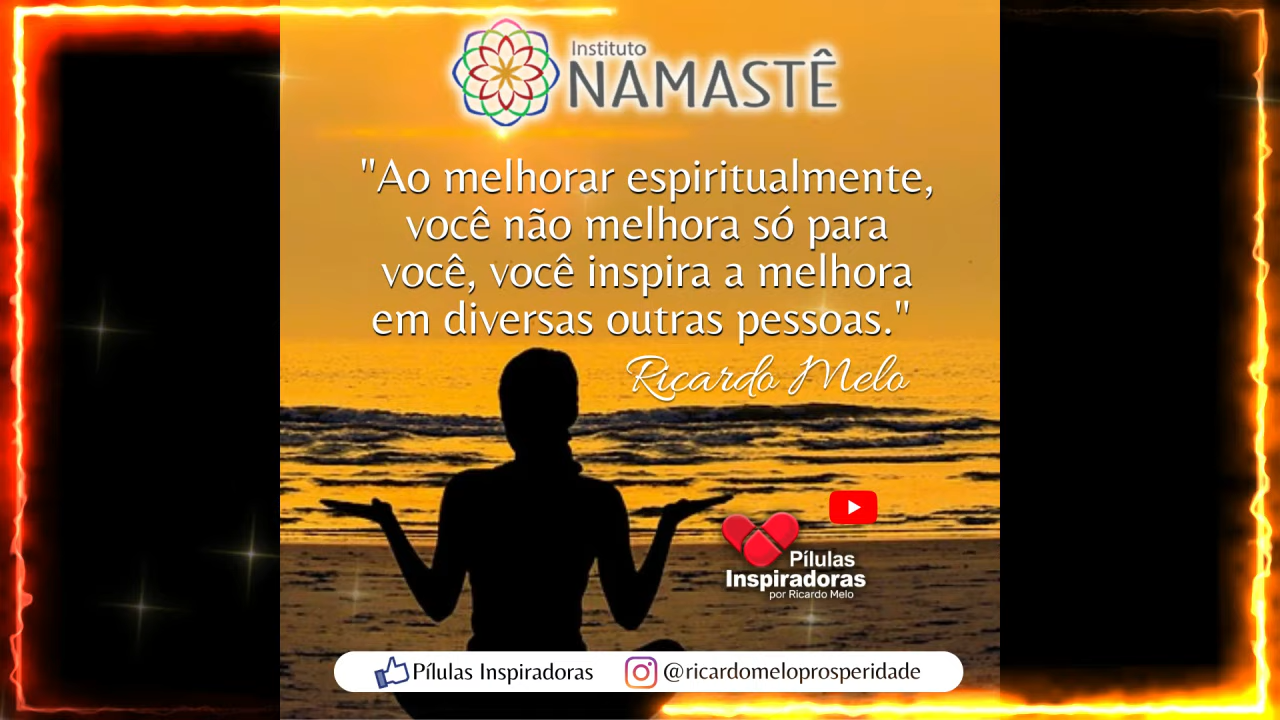 Instituto
NAMASTÊ
"Ao melhorar espiritualmente,
você não melhora só para
você, você inspira a melhora
em diversas outras pessoas."
Ricardo Melo
Pílulas
Inspiradoras
por Ricardo Melo
Pílulas Inspiradoras @ricardomeloprosperidade